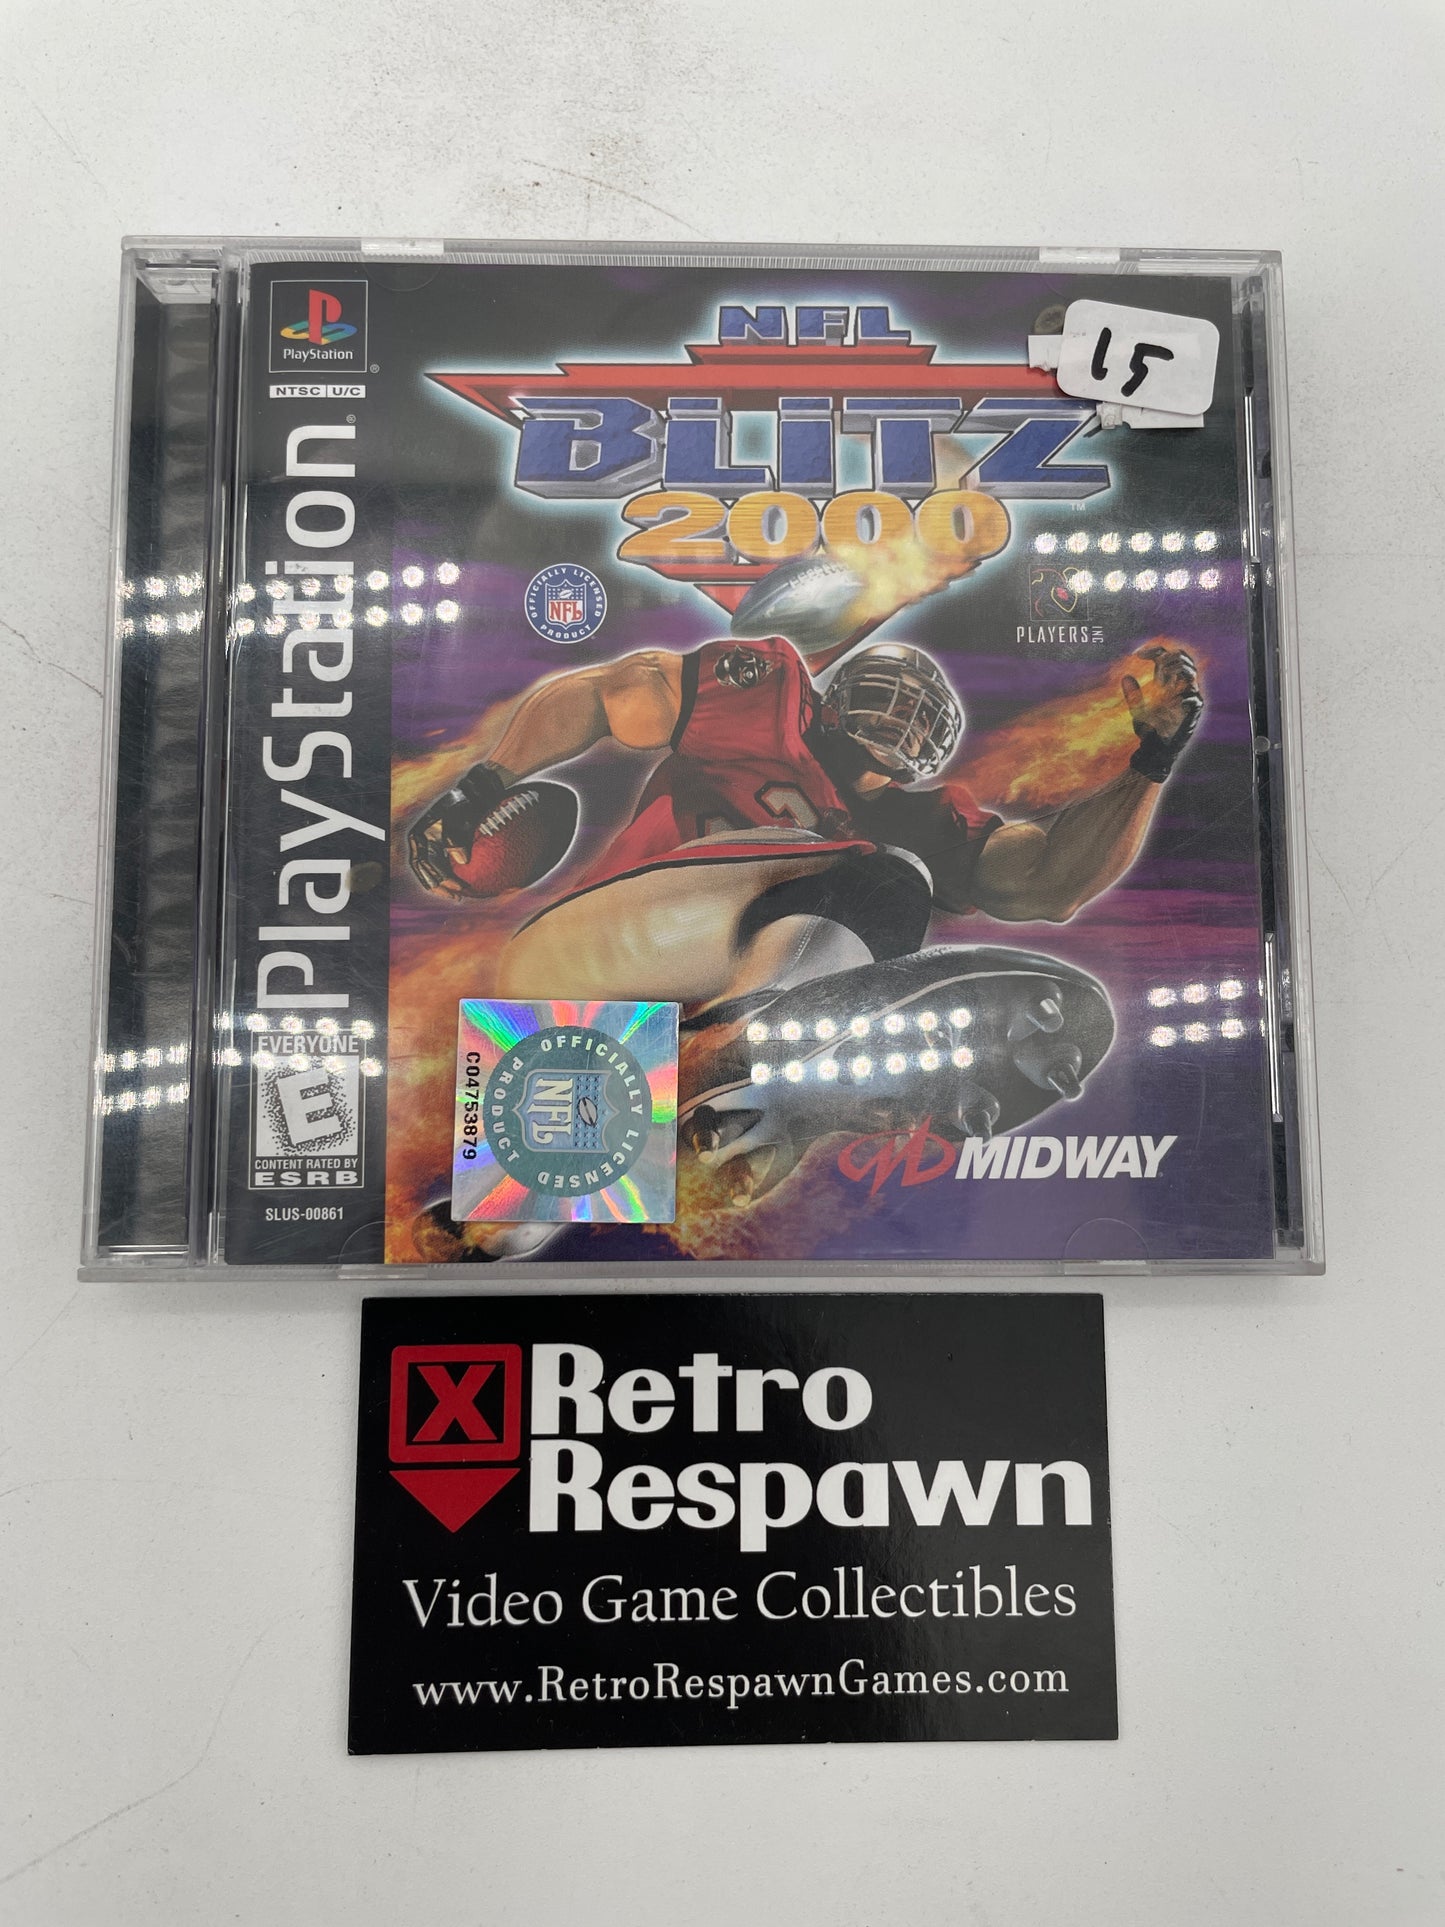 PlayStation
®
NTSC U/C
PlayStation®
NFL
BLITZ
2000
™
15
OFFICIALLY LICENSED
NFL
PRODUCT
PLAYERS INC
C04753879
OFFICIALLY LICENSED
NFL
PRODUCT
EVERYONE
E
CONTENT RATED BY
ESRB
SLUS-00861
MIDWAY
X Retro
Respawn
Video Game Collectibles
www.RetroRespawnGames.com